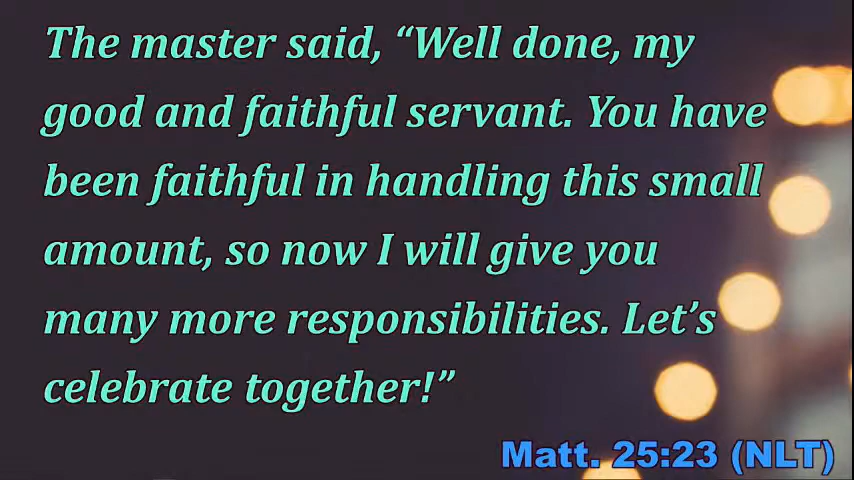 The master said, “Well done, my
good and faithful servant. You have
been faithful in handling this small
amount, so now I will give you
many more responsibilities. Let’s
celebrate together!”
Matt. 25:23 (NLT)